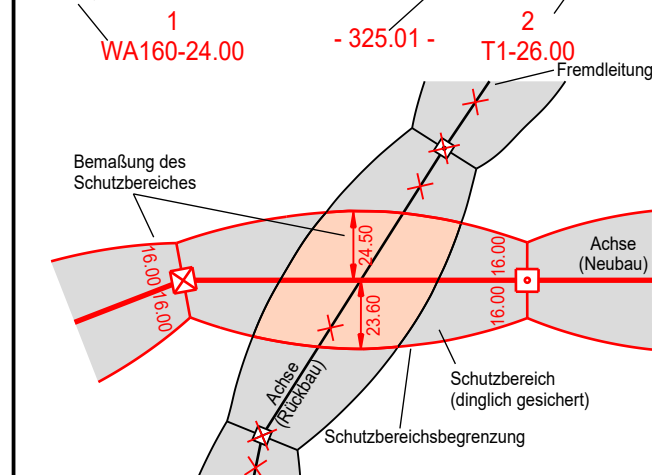 1
WA160-24.00
- 325.01 -
2
T1-26.00
Fremdleitung
Bemaßung des
Schutzbereiches
16.00
16.00
24.50
23.60
16.00
16.00
Achse
(Neubau)
Achse
(Rückbau)
Schutzbereich
(dinglich gesichert)
Schutzbereichsbegrenzung